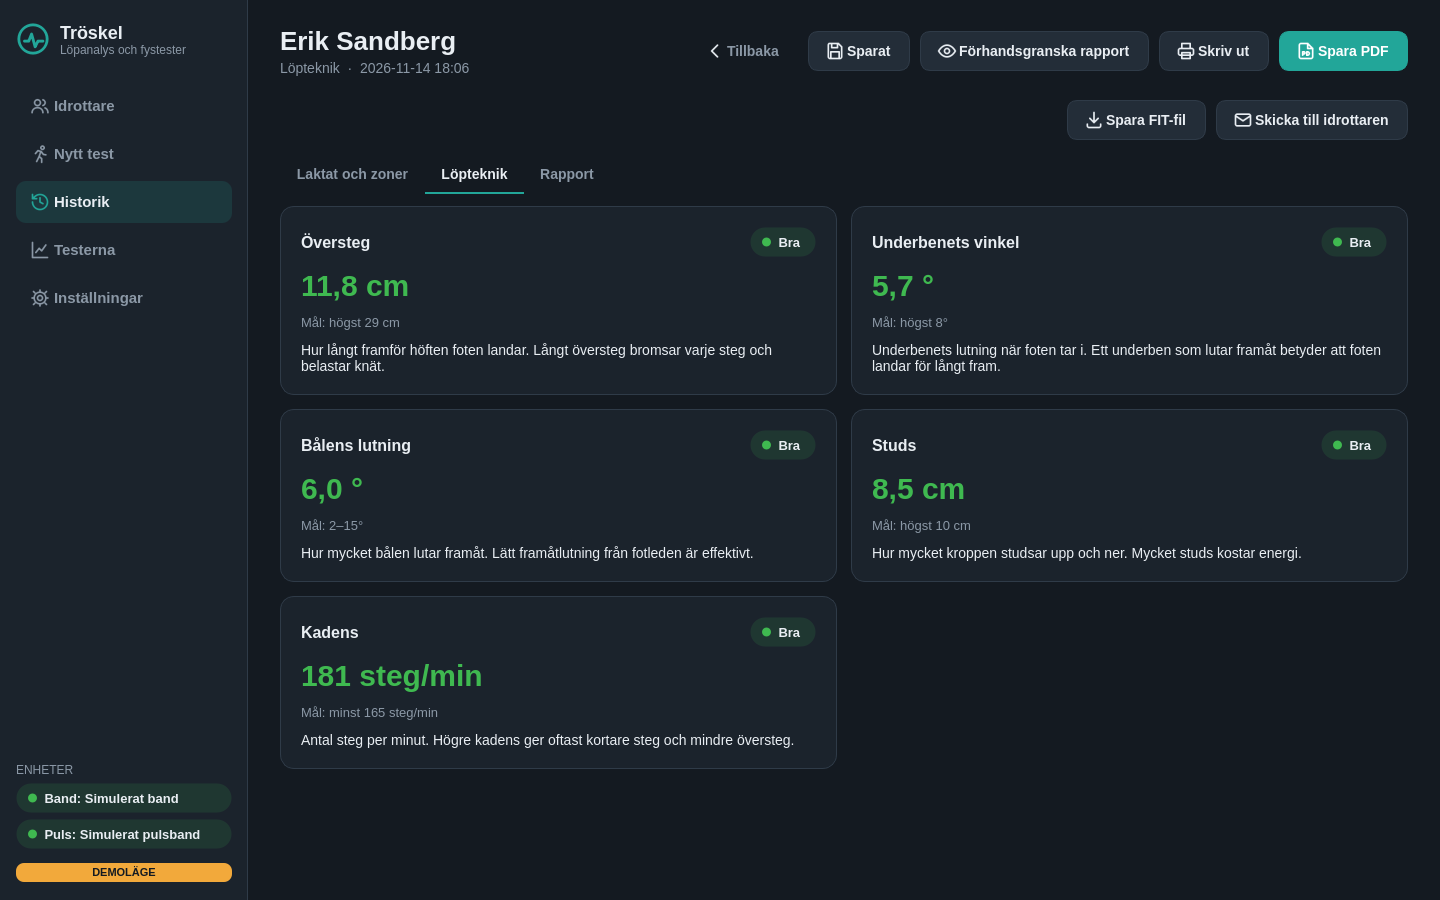 Tröskel
Löpanalys och fystester
Idrottare
Nytt test
Historik
Testerna
Inställningar
ENHETER
Band: Simulerat band
Puls: Simulerat pulsband
DEMOLÄGE
Erik Sandberg
Löpteknik · 2026-11-14 18:06
Tillbaka
Sparat
Förhandsgranska rapport
Skriv ut
Spara PDF
Spara FIT-fil
Skicka till idrottaren
Laktat och zoner
Löpteknik
Rapport
Översteg
Bra
11,8 cm
Mål: högst 29 cm
Hur långt framför höften foten landar. Långt översteg bromsar varje steg och
belastar knät.
Underbenets vinkel
Bra
5,7 °
Mål: högst 8°
Underbenets lutning när foten tar i. Ett underben som lutar framåt betyder att foten
landar för långt fram.
Bålens lutning
Bra
6,0 °
Mål: 2–15°
Hur mycket bålen lutar framåt. Lätt framåtlutning från fotleden är effektivt.
Studs
Bra
8,5 cm
Mål: högst 10 cm
Hur mycket kroppen studsar upp och ner. Mycket studs kostar energi.
Kadens
Bra
181 steg/min
Mål: minst 165 steg/min
Antal steg per minut. Högre kadens ger oftast kortare steg och mindre översteg.